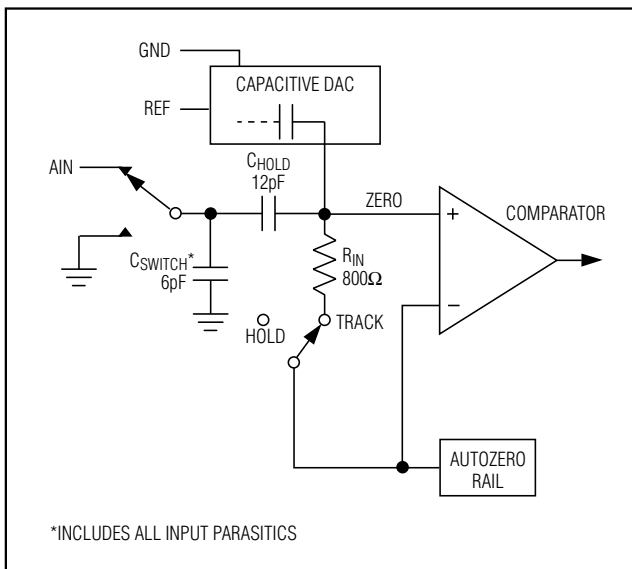 GND
CAPACITIVE DAC
REF
AIN
CHOLD
12pF
ZERO
COMPARATOR
+
CSWITCH*
6pF
RIN
800Ω
−
HOLD
TRACK
AUTOZERO
RAIL
*INCLUDES ALL INPUT PARASITICS